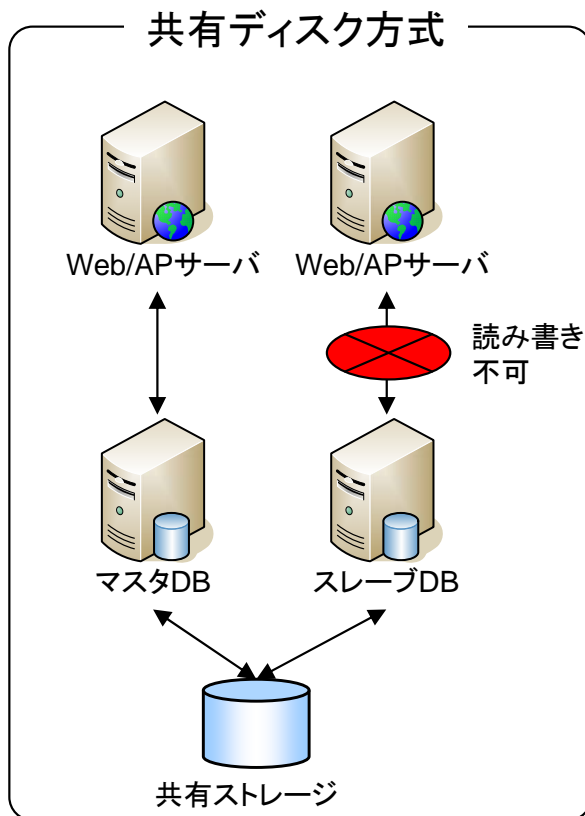 共有ディスク方式
Web/APサーバ
Web/APサーバ
読み書き
不可
マスタDB
スレーブDB
共有ストレージ